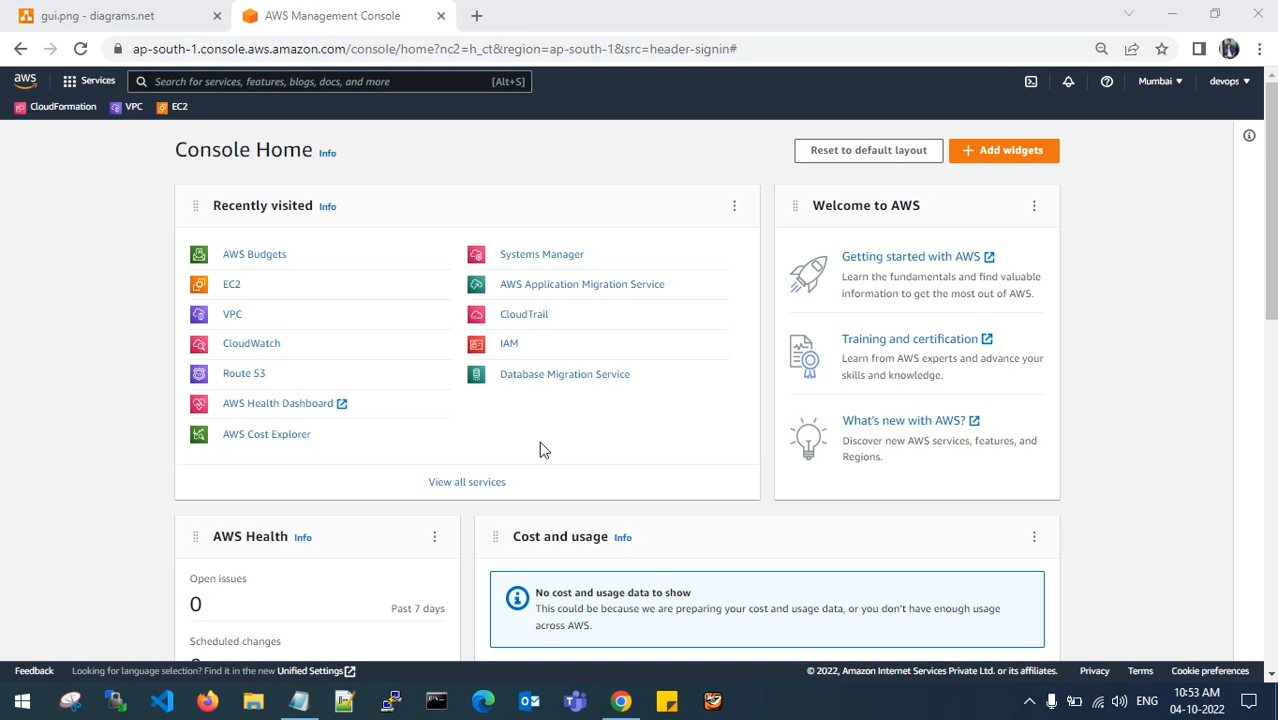 gui.png - diagrams.net
AWS Management Console
ap-south-1.console.aws.amazon.com/console/home?nc2=h_ct&region=ap-south-1&src=header-signin#
aws
Services
Search for services, features, blogs, docs, and more
[Alt+S]
Mumbai
devops
CloudFormation
VPC
EC2
Console Home Info
Reset to default layout
Add widgets
Recently visited Info
AWS Budgets
EC2
VPC
CloudWatch
Route 53
AWS Health Dashboard
AWS Cost Explorer
Systems Manager
AWS Application Migration Service
CloudTrail
IAM
Database Migration Service
View all services
Welcome to AWS
Getting started with AWS
Learn the fundamentals and find valuable
information to get the most out of AWS.
Training and certification
Learn from AWS experts and advance your
skills and knowledge.
What's new with AWS?
Discover new AWS services, features, and
Regions.
AWS Health Info
Open issues
0
Past 7 days
Scheduled changes
Cost and usage Info
No cost and usage data to show
This could be because we are preparing your cost and usage data, or you don't have enough usage
across AWS.
Feedback
Looking for language selection? Find it in the new Unified Settings
© 2022, Amazon Internet Services Private Ltd. or its affiliates.
Privacy
Terms
Cookie preferences
ENG
10:53 AM
04-10-2022